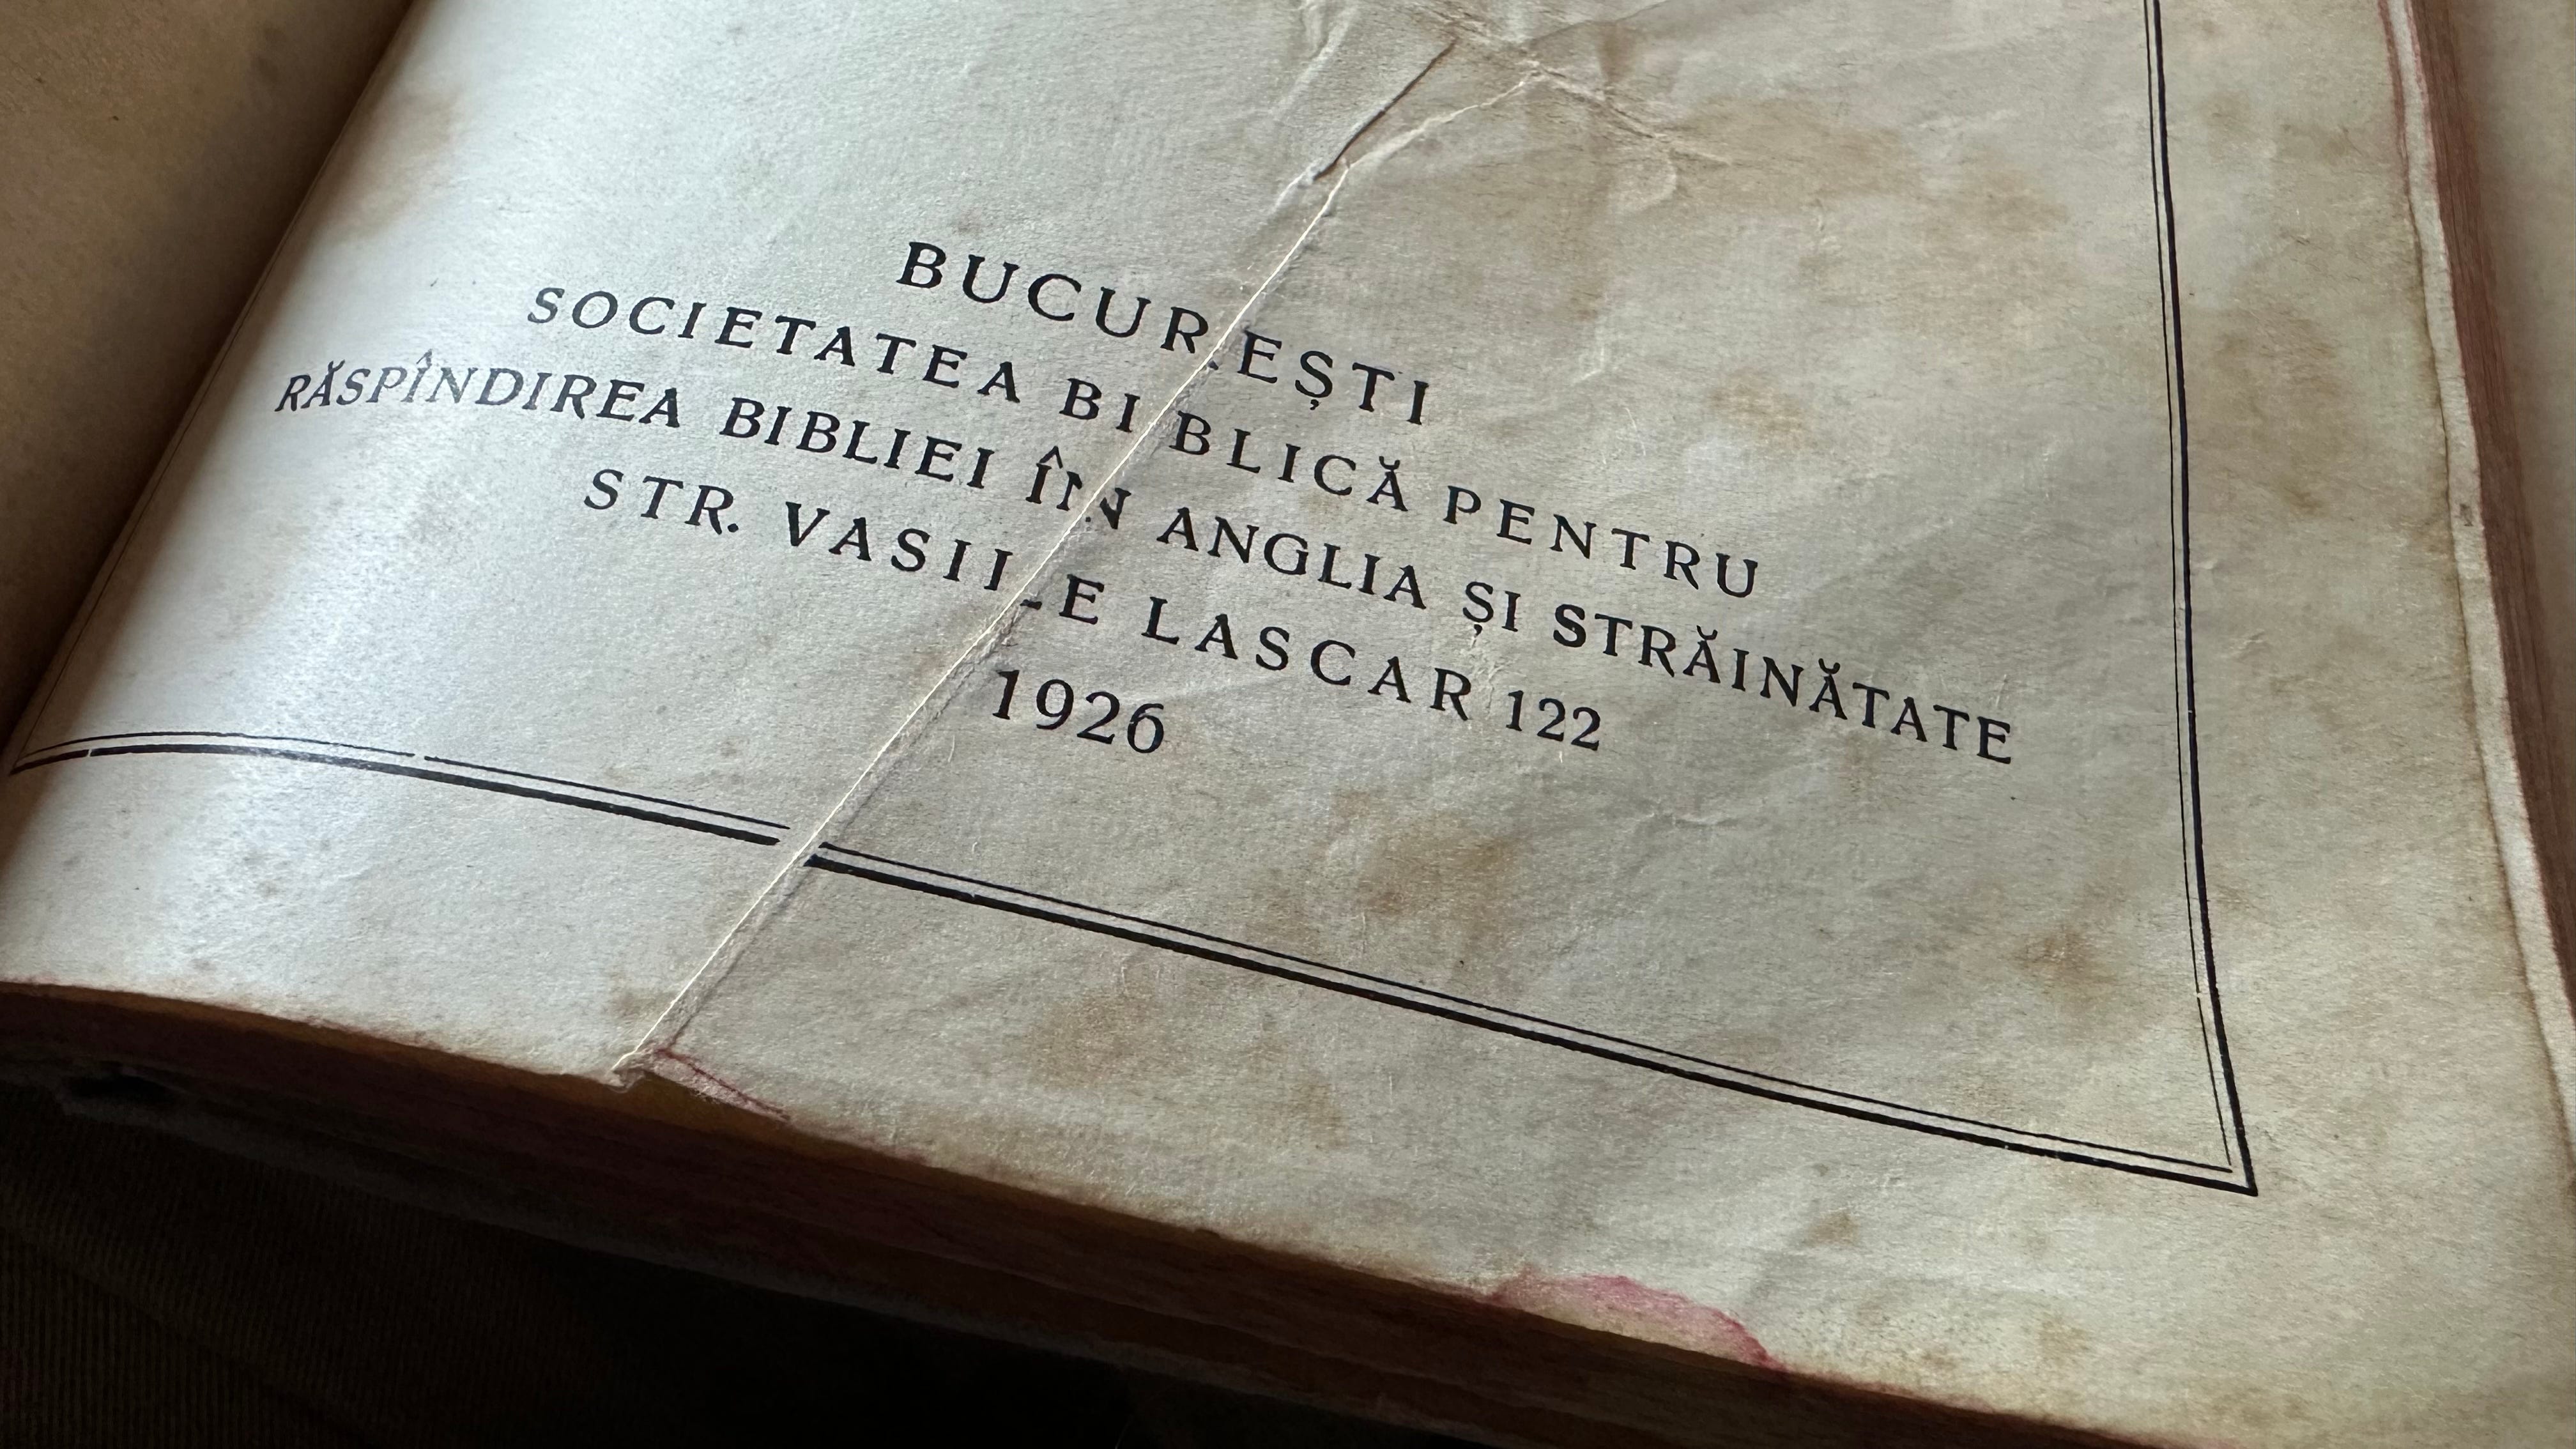 BUCUREȘTI
SOCIETATEA BIBLICĂ PENTRU
RĂSPÎNDIREA BIBLIEI ÎN ANGLIA ȘI STRĂINĂTATE
STR. VASILE LASCAR 122
1926